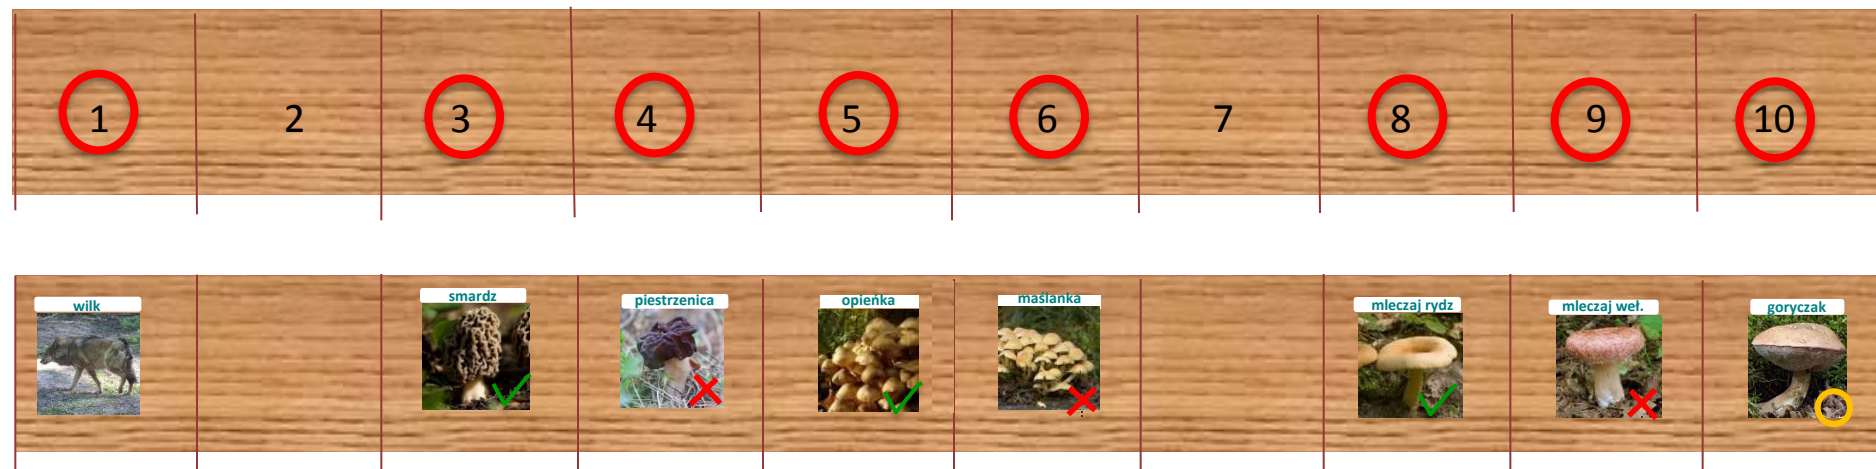 1 2 3 4 5 6 7 8 9 10
wilk smardz piestrzenica opieńka maślanka mleczaj rydz mleczaj weł. goryczak